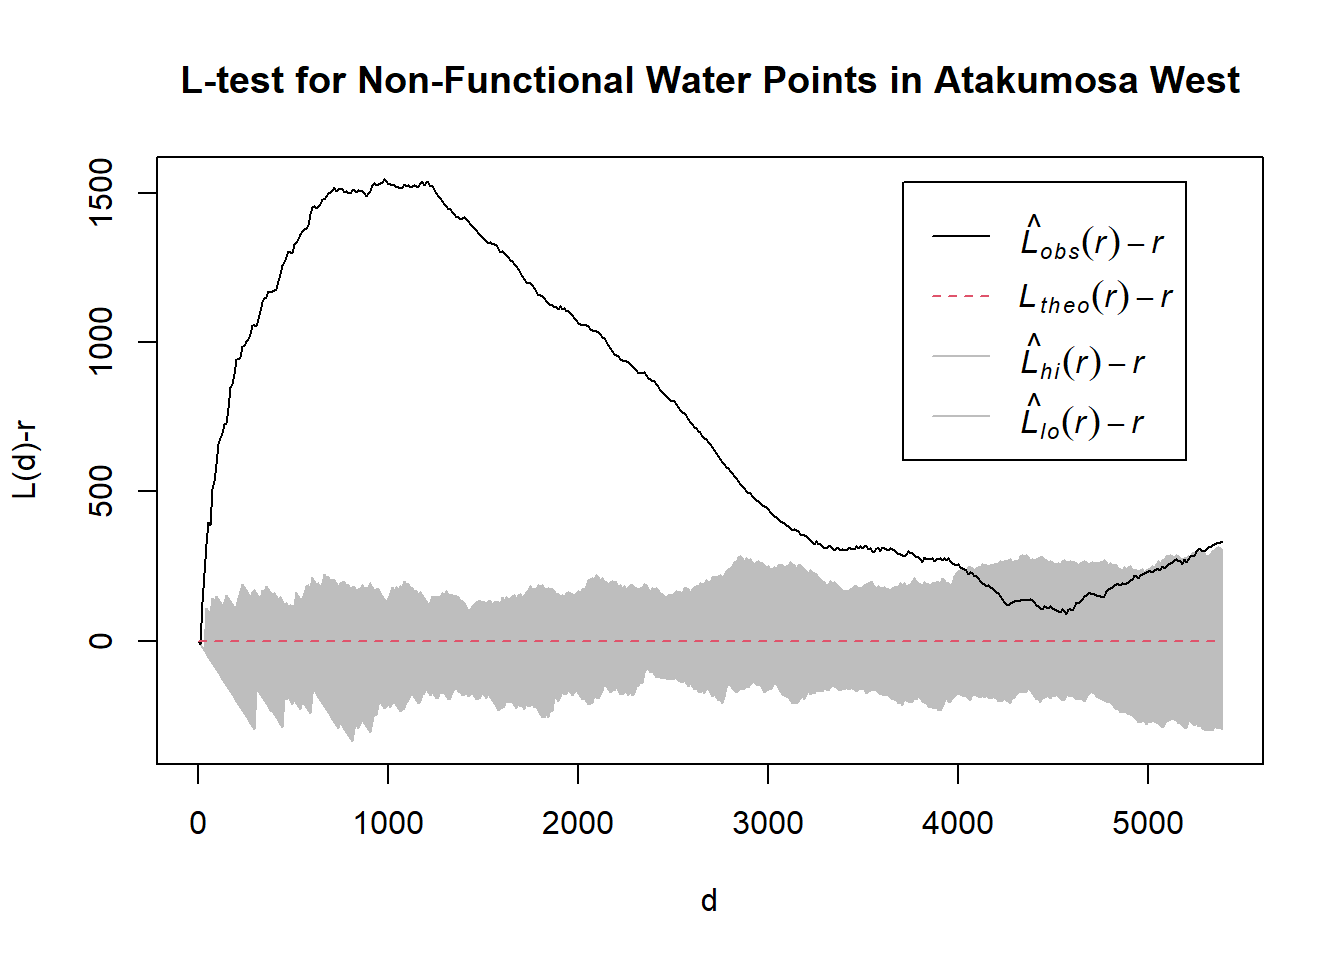 L-test for Non-Functional Water Points in Atakumosa West
L(d)-r
1500
1000
500
0
L̂obs(r) − r
Ltheo(r) − r
L̂hi(r) − r
L̂lo(r) − r
0 1000 2000 3000 4000 5000
d